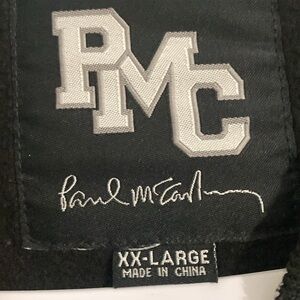 PMC
Paul McCartney
XX-LARGE
MADE IN CHINA